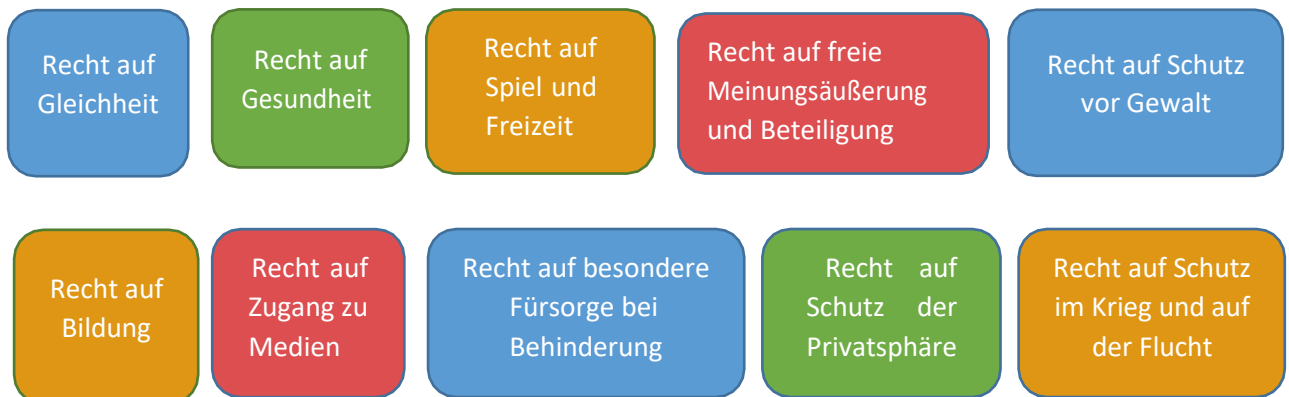 Recht auf
Gleichheit
Recht auf
Gesundheit
Recht auf
Spiel und
Freizeit
Recht auf freie
Meinungsäußerung
und Beteiligung
Recht auf Schutz
vor Gewalt
Recht auf
Bildung
Recht auf
Zugang zu
Medien
Recht auf besondere
Fürsorge bei
Behinderung
Recht auf
Schutz der
Privatsphäre
Recht auf Schutz
im Krieg und auf
der Flucht